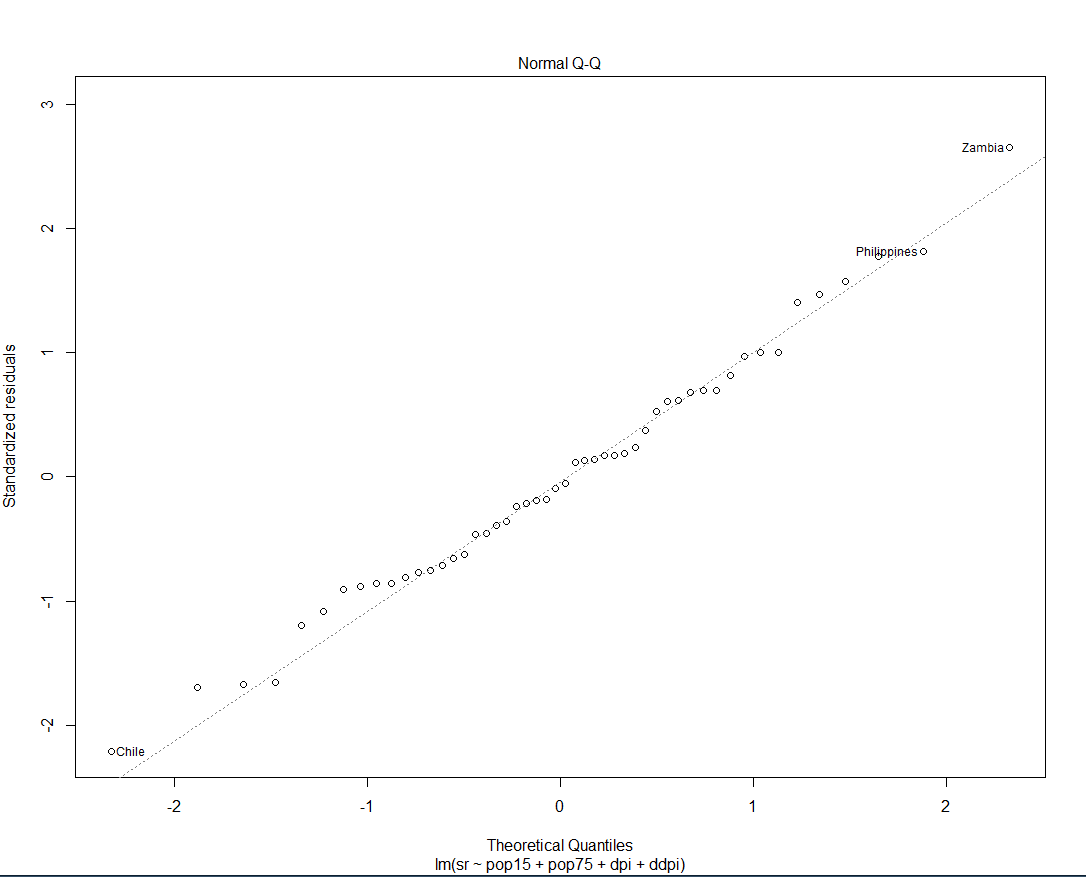 Normal Q-Q
Standardized residuals
3
2
1
0
-1
-2
Zambia
Philippines
Chile
-2
-1
0
1
2
Theoretical Quantiles
lm(sr ~ pop15 + pop75 + dpi + ddpi)